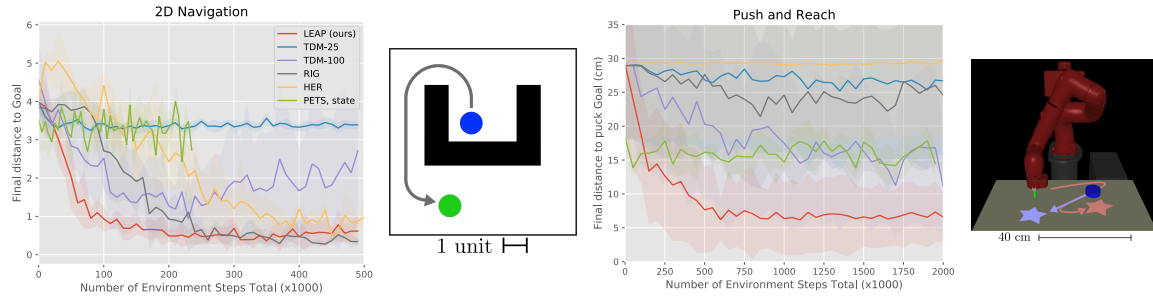 2D Navigation
Final distance to Goal
6
5
4
3
2
1
0
LEAP (ours)
TDM-25
TDM-100
RIG
HER
PETS, state
0 100 200 300 400 500
Number of Environment Steps Total (x1000)
1 unit
Push and Reach
Final distance to puck Goal (cm)
35
30
25
20
15
10
5
0
0 250 500 750 1000 1250 1500 1750 2000
Number of Environment Steps Total (x1000)
40 cm